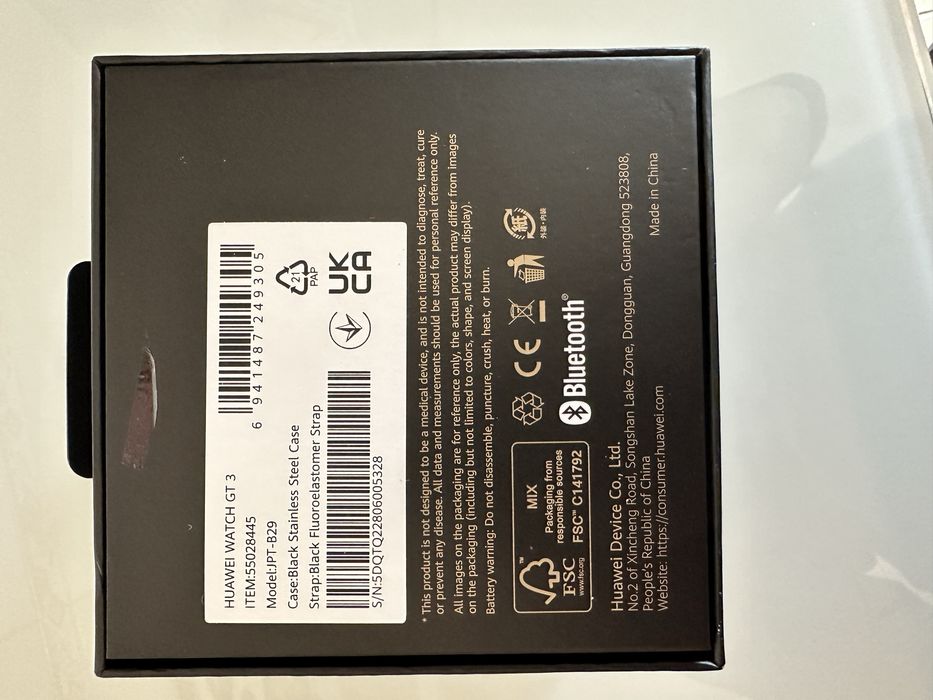 HUAWEI WATCH GT 3
ITEM:55028445
Model:JPT-B29
Case:Black Stainless Steel Case
Strap:Black Fluoroelastomer Strap
S/N:5DQTQ22806005328
6 941487 249305
21
PAP
UK
CA
* This product is not designed to be a medical device, and is not intended to diagnose, treat, cure
or prevent any disease. All data and measurements should be used for personal reference only.
All images on the packaging are for reference only, the actual product may differ from images
on the packaging (including but not limited to colors, shape, and screen display).
Battery warning: Do not disassemble, puncture, crush, heat, or burn.
FSC™
www.fsc.org
MIX
Packaging from
responsible sources
FSC™ C141792
CE
紙
外装・内装
Bluetooth®
Huawei Device Co., Ltd.
No.2 of Xincheng Road, Songshan Lake Zone, Dongguan, Guangdong 523808,
People's Republic of China
Website: https://consumer.huawei.com
Made in China